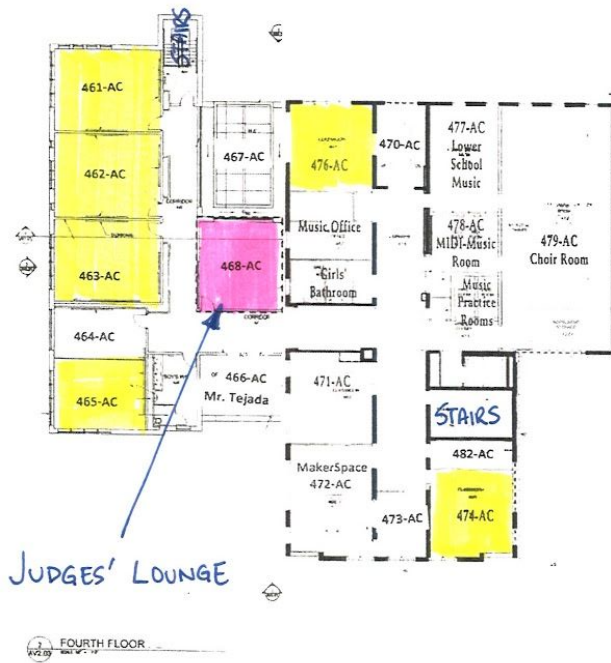 STAIRS
461-AC
462-AC
463-AC
464-AC
465-AC
467-AC
468-AC
CORRIDOR
466-AC
Mr. Tejada
476-AC
470-AC
Music Office
Girls'
Bathroom
477-AC
Lower
School
Music
478-AC
MIDI-Music
Room
Music
Practice
Rooms
479-AC
Choir Room
471-AC
MakerSpace
472-AC
473-AC
STAIRS
482-AC
474-AC
JUDGES' LOUNGE
FOURTH FLOOR